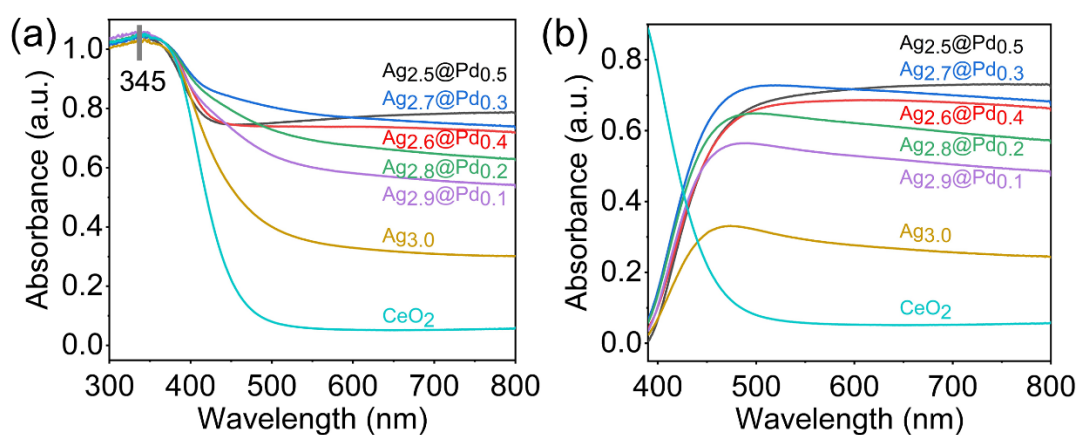 (a)
Absorbance (a.u.)
1.0
0.8
0.6
0.4
0.2
0.0
345
Ag2.5@Pd0.5
Ag2.7@Pd0.3
Ag2.6@Pd0.4
Ag2.8@Pd0.2
Ag2.9@Pd0.1
Ag3.0
CeO2
300 400 500 600 700 800
Wavelength (nm)
(b)
Absorbance (a.u.)
0.8
0.6
0.4
0.2
0.0
Ag2.5@Pd0.5
Ag2.7@Pd0.3
Ag2.6@Pd0.4
Ag2.8@Pd0.2
Ag2.9@Pd0.1
Ag3.0
CeO2
400 500 600 700 800
Wavelength (nm)